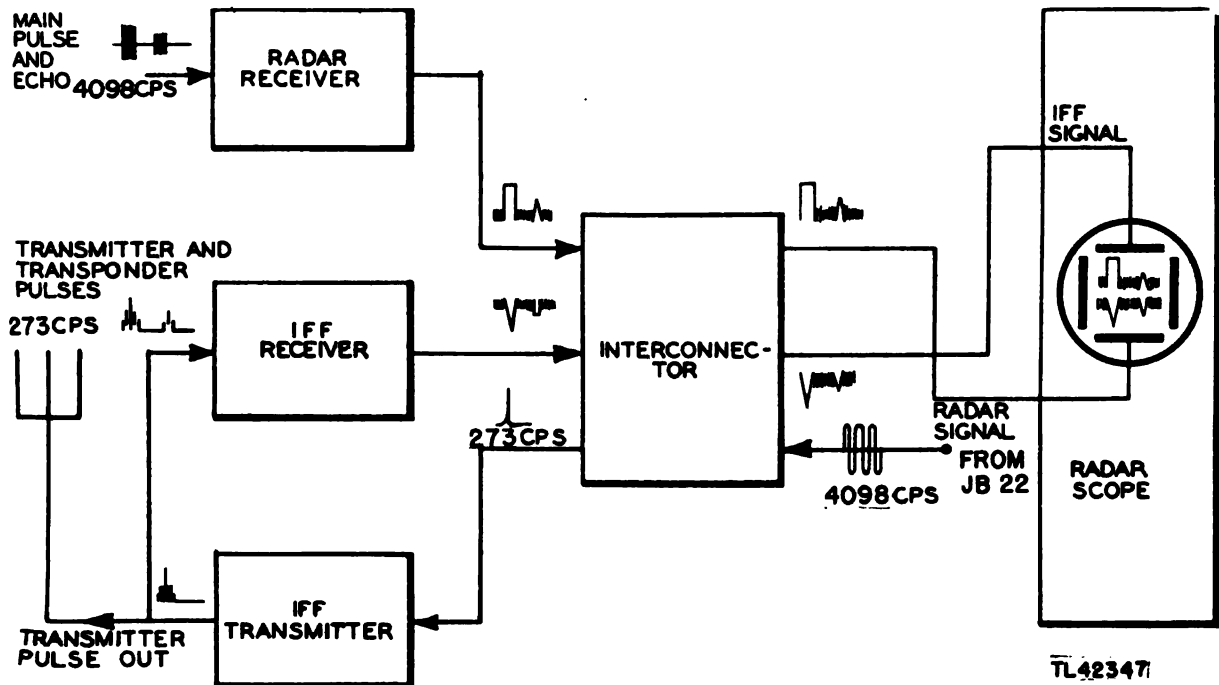 MAIN
PULSE
AND
ECHO
4098CPS
RADAR
RECEIVER
TRANSMITTER AND
TRANSPONDER
PULSES
273CPS
IFF
RECEIVER
273CPS
IFF
TRANSMITTER
TRANSMITTER
PULSE OUT
INTERCONNEC-
TOR
4098CPS
RADAR
SIGNAL
FROM
JB 22
IFF
SIGNAL
RADAR
SCOPE
TL42347